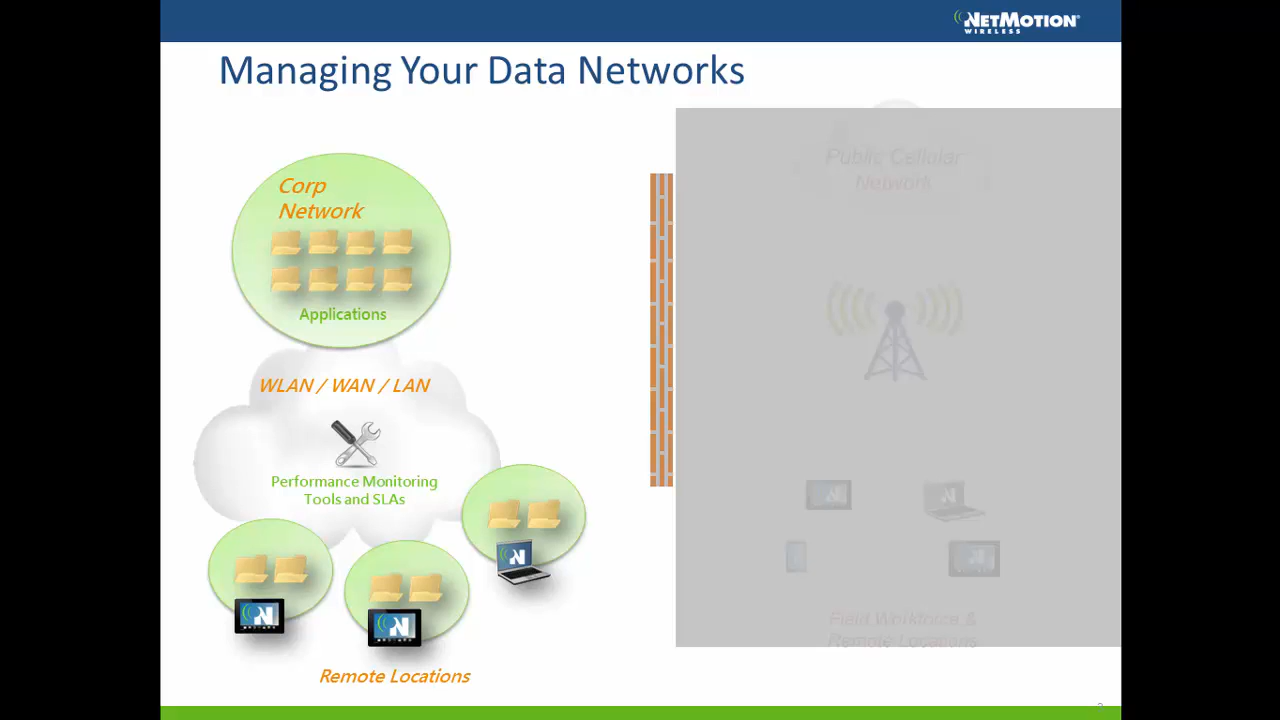 NETMOTION
WIRELESS
Managing Your Data Networks
Corp
Network
Applications
WLAN / WAN / LAN
Performance Monitoring
Tools and SLAs
Remote Locations
Public Cellular
Network
Field Workforce &
Remote Locations